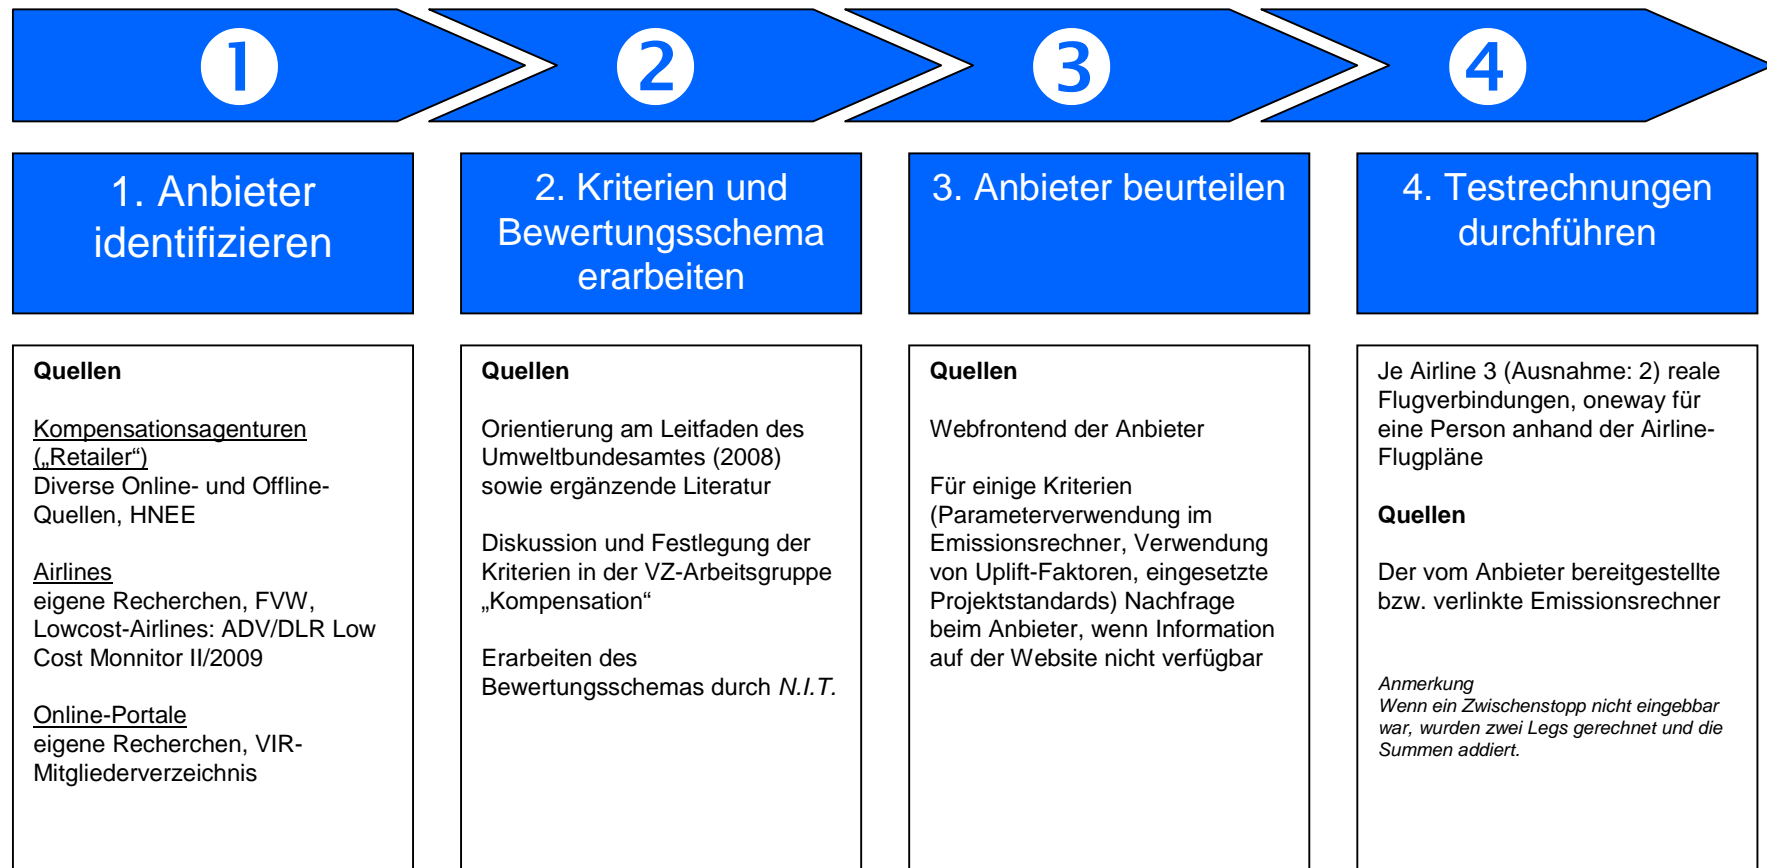 1
2
3
4
1. Anbieter
identifizieren
2. Kriterien und
Bewertungsschema
erarbeiten
3. Anbieter beurteilen
4. Testrechnungen
durchführen
Quellen
Kompensationsagenturen
(„Retailer“)
Diverse Online- und Offline-
Quellen, HNEE
Airlines
eigene Recherchen, FVW,
Lowcost-Airlines: ADV/DLR Low
Cost Monnitor II/2009
Online-Portale
eigene Recherchen, VIR-
Mitgliederverzeichnis
Quellen
Orientierung am Leitfaden des
Umweltbundesamtes (2008)
sowie ergänzende Literatur
Diskussion und Festlegung der
Kriterien in der VZ-Arbeitsgruppe
„Kompensation“
Erarbeiten des
Bewertungsschemas durch N.I.T.
Quellen
Webfrontend der Anbieter
Für einige Kriterien
(Parameterverwendung im
Emissionsrechner, Verwendung
von Uplift-Faktoren, eingesetzte
Projektstandards) Nachfrage
beim Anbieter, wenn Information
auf der Website nicht verfügbar
Je Airline 3 (Ausnahme: 2) reale
Flugverbindungen, oneway für
eine Person anhand der Airline-
Flugpläne
Quellen
Der vom Anbieter bereitgestellte
bzw. verlinkte Emissionsrechner
Anmerkung
Wenn ein Zwischenstopp nicht eingebbar
war, wurden zwei Legs gerechnet und die
Summen addiert.